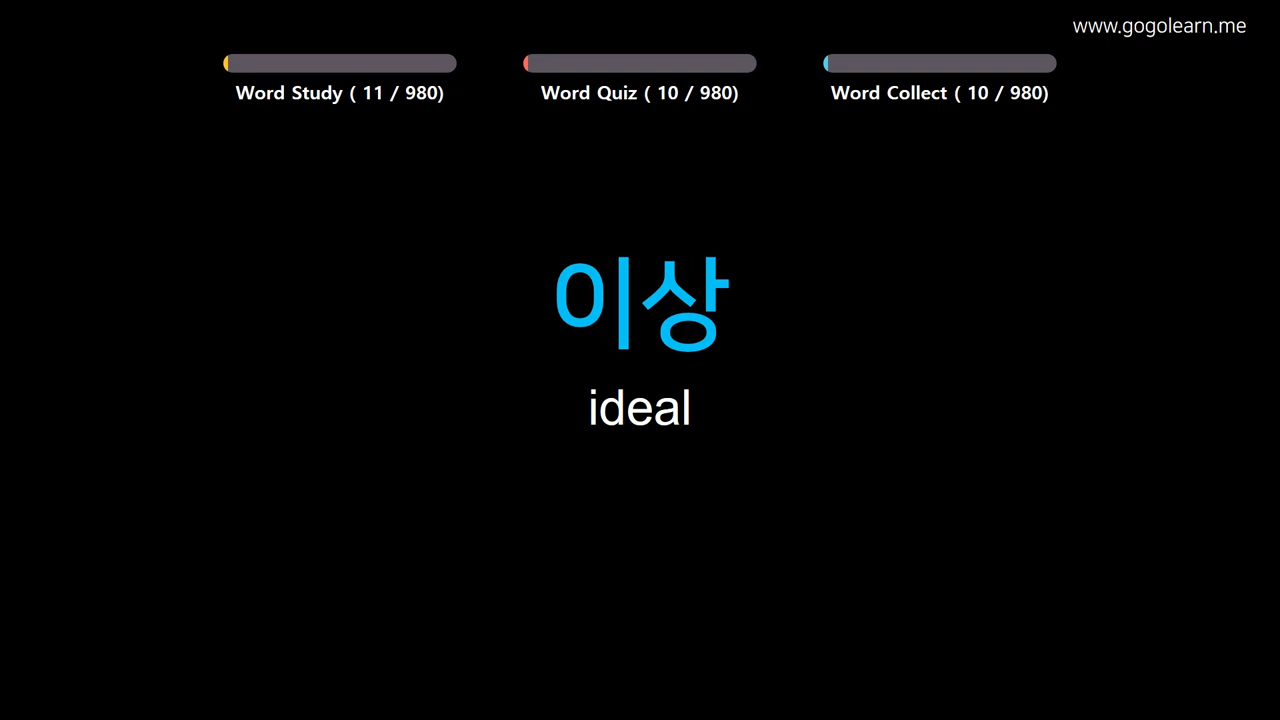 www.gogolearn.me
Word Study ( 11 / 980)
Word Quiz ( 10 / 980)
Word Collect ( 10 / 980)
이상
ideal